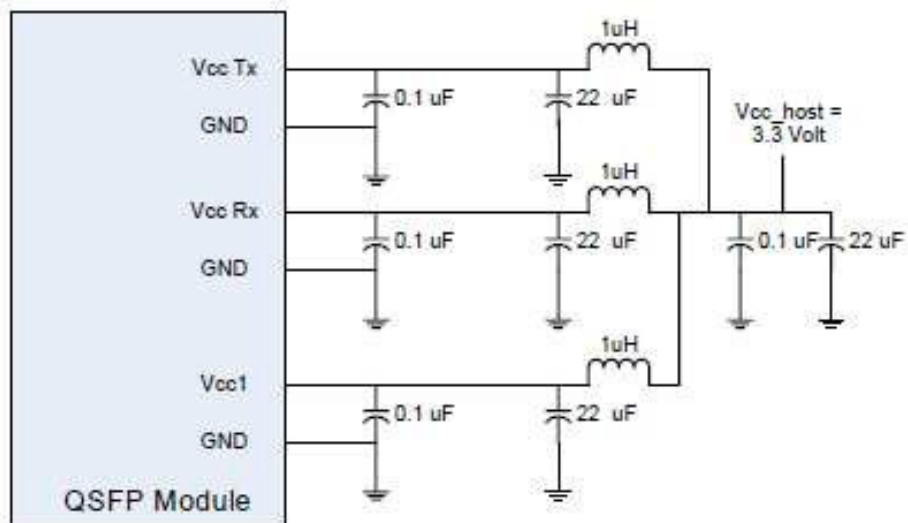 1uH
Vcc Tx
0.1 uF
22 uF
Vcc_host =
3.3 Volt
GND
1uH
Vcc Rx
0.1 uF
22 uF
0.1 uF
22 uF
GND
1uH
Vcc1
0.1 uF
22 uF
GND
QSFP Module